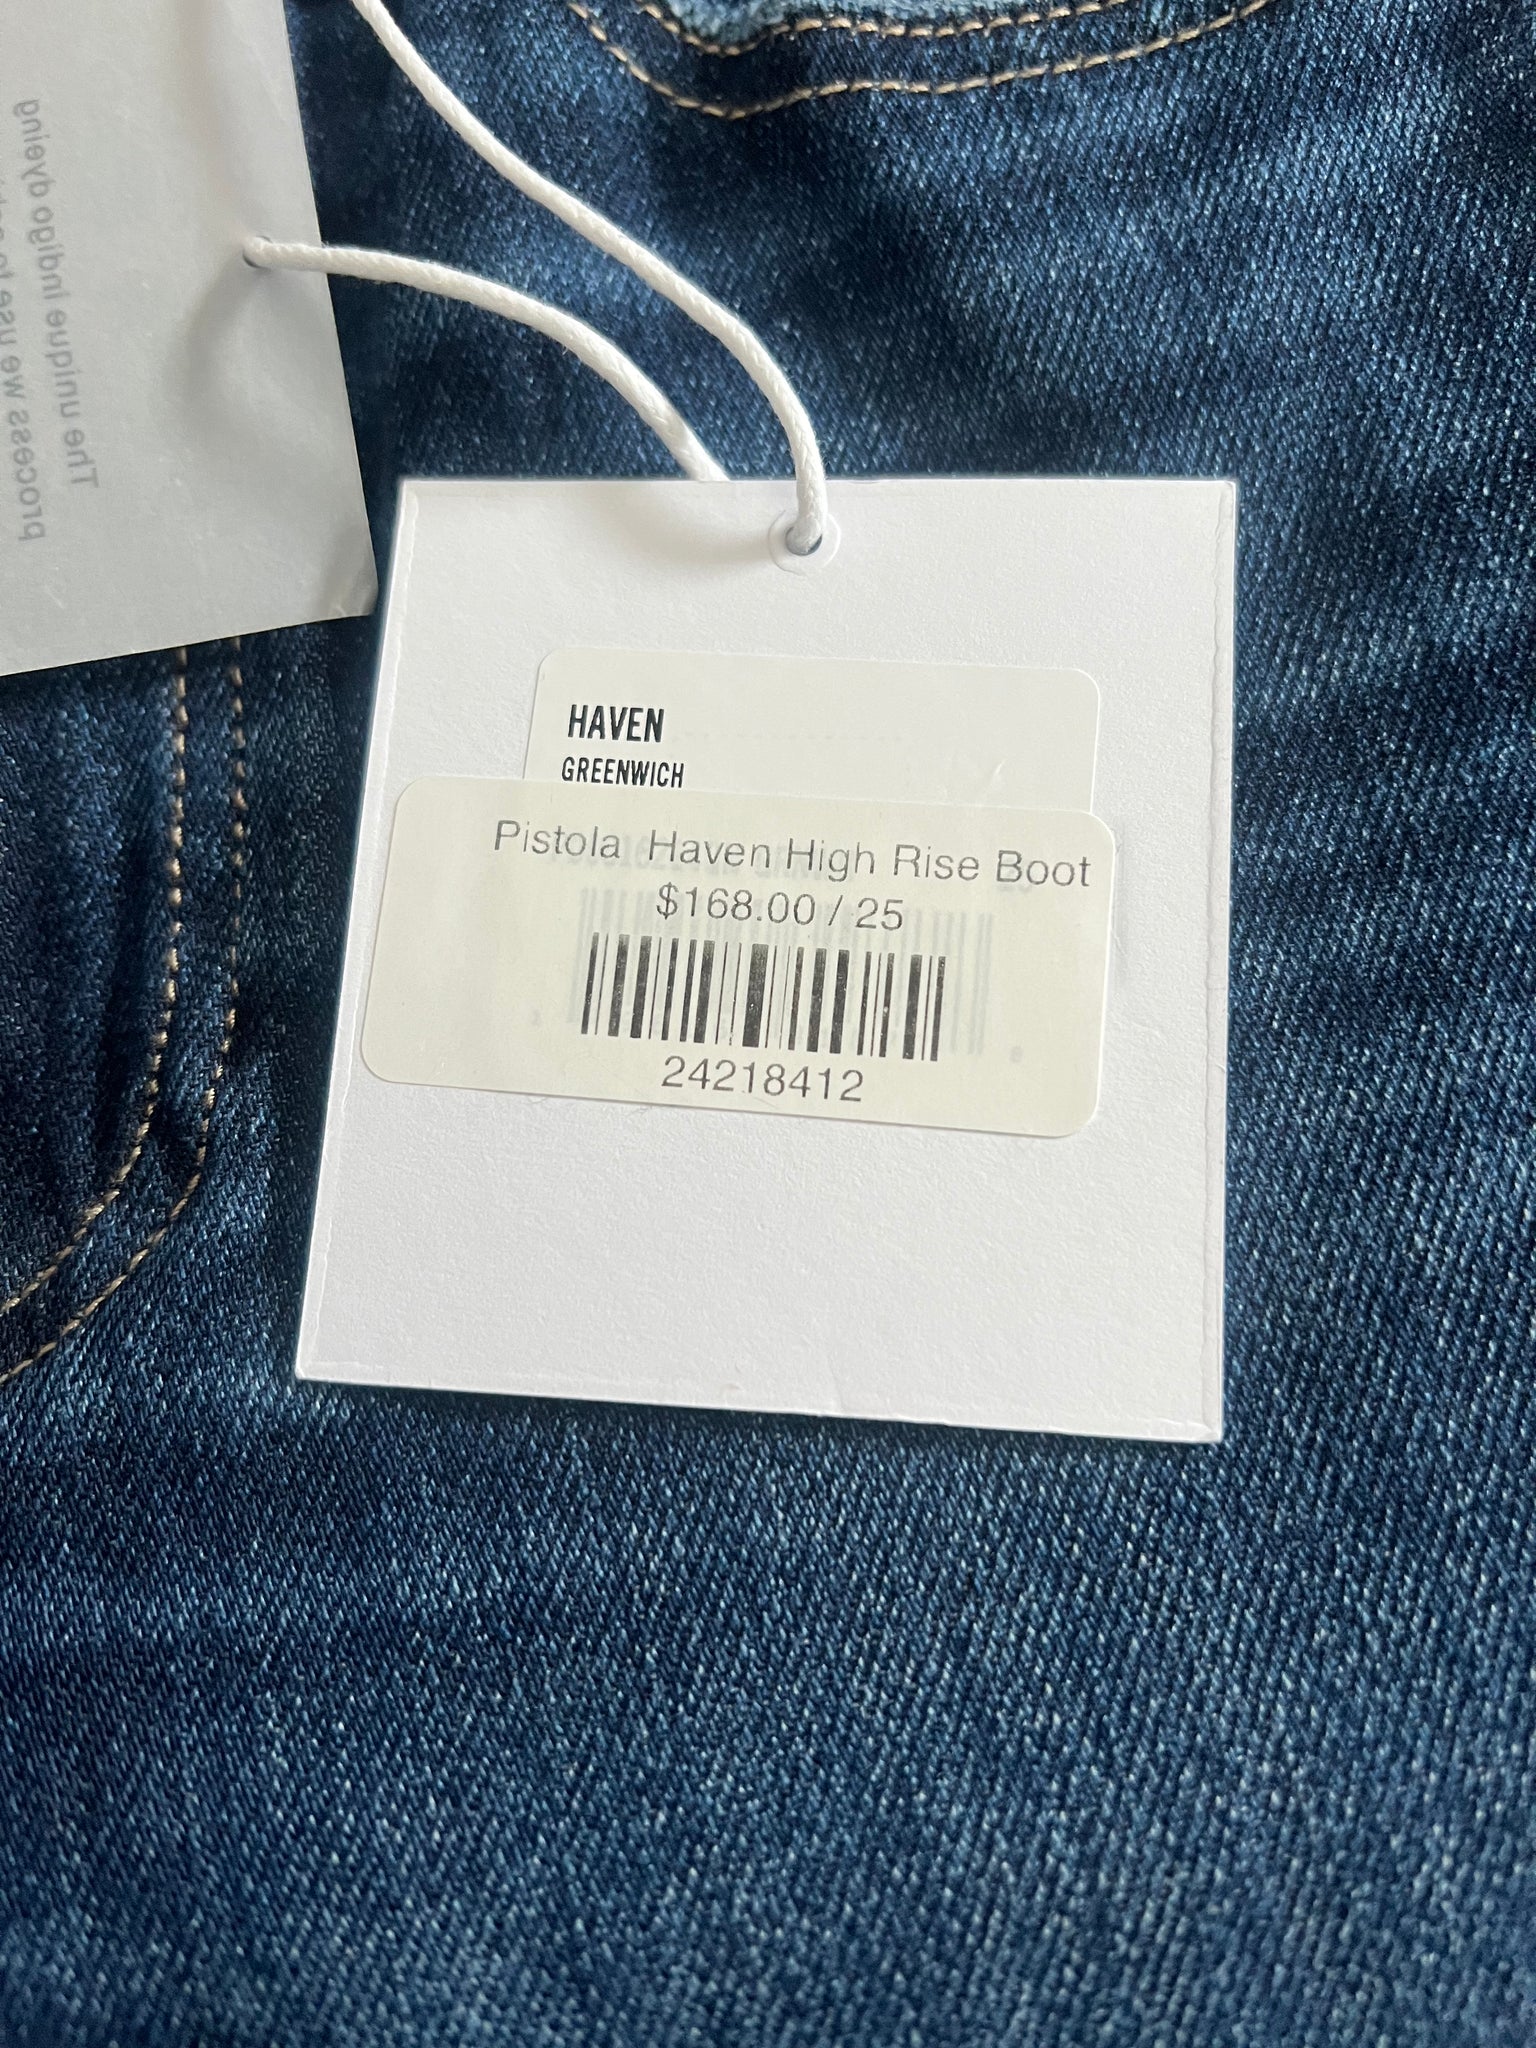 The unique indigo dyeing
process we use
HAVEN
GREENWICH
Pistola Haven High Rise Boot
$168.00 / 25
24218412